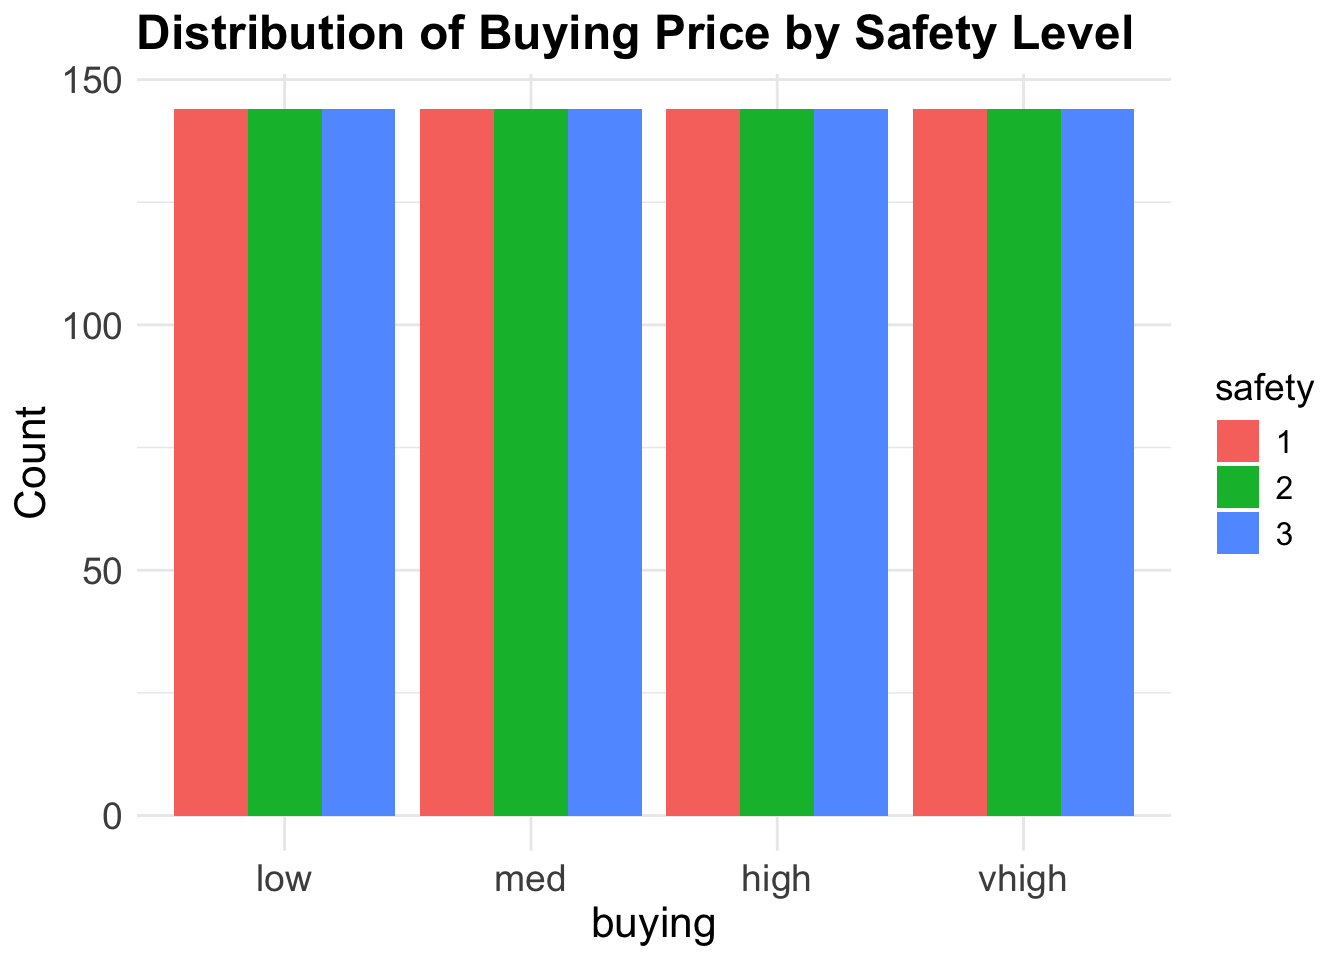 Distribution of Buying Price by Safety Level
150
100
50
0
Count
low med high vhigh
buying
safety
1
2
3